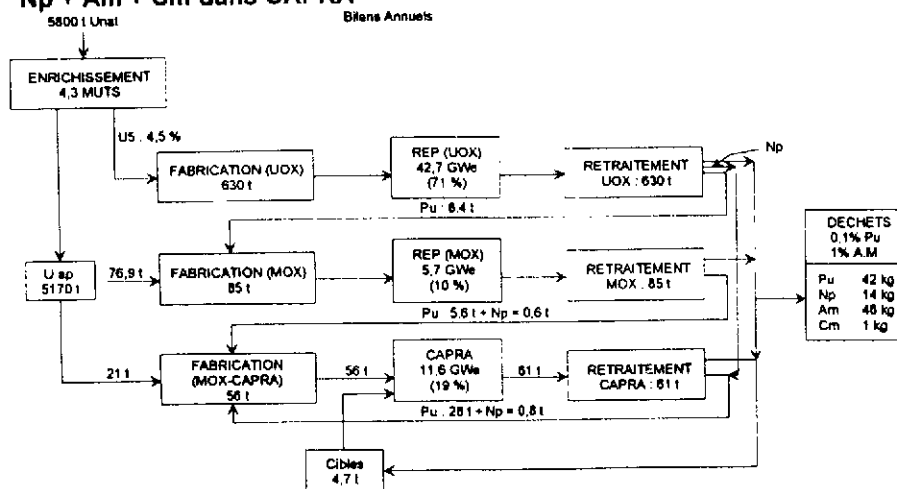 Np + Am + Cm dans CAPRA
Bilans Annuels
5800 t Unat
ENRICHISSEMENT
4,3 MUTS
U5 : 4,5 %
FABRICATION (UOX)
630 t
REP (UOX)
42,7 GWe
(71 %)
RETRAITEMENT
UOX : 630 t
Np
Pu : 6.4 t
DECHETS
0,1% Pu
1% A.M
Pu 42 kg
Np 14 kg
Am 46 kg
Cm 1 kg
U ap
5170 t
76,9 t
FABRICATION (MOX)
85 t
REP (MOX)
5,7 GWe
(10 %)
RETRAITEMENT
MOX : 85 t
Pu : 5,6 t + Np = 0,6 t
21 t
FABRICATION
(MOX-CAPRA)
56 t
56 t
CAPRA
11,6 GWe
(19 %)
61 t
RETRAITEMENT
CAPRA : 61 t
Pu : 26 t + Np = 0,8 t
Cibles
4,7 t